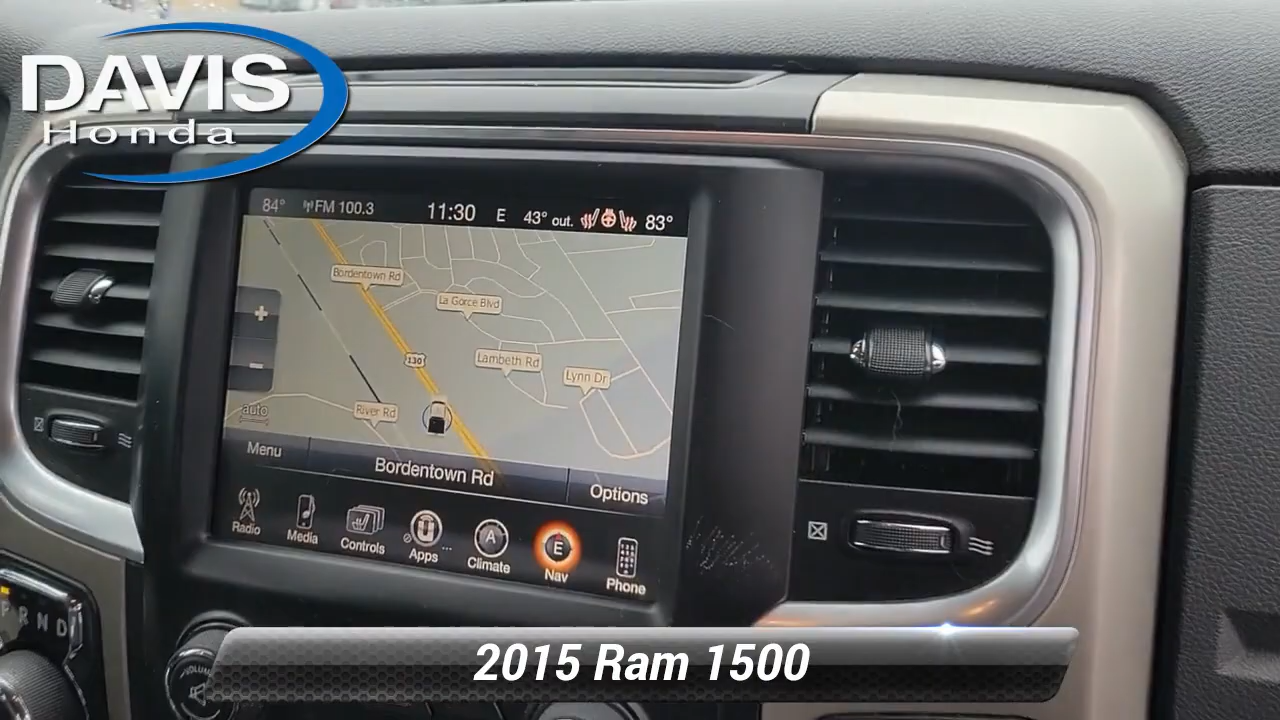 DAVIS
Honda
84° FM 100.3 11:30 E 43° out. 83°
Bordentown Rd
La Gorce Blvd
130
Lambeth Rd
Lynn Dr
River Rd
+
-
auto
Menu Bordentown Rd Options
Radio Media Controls Apps... A Climate E Nav Phone
P R N D
VOLUME
2015 Ram 1500